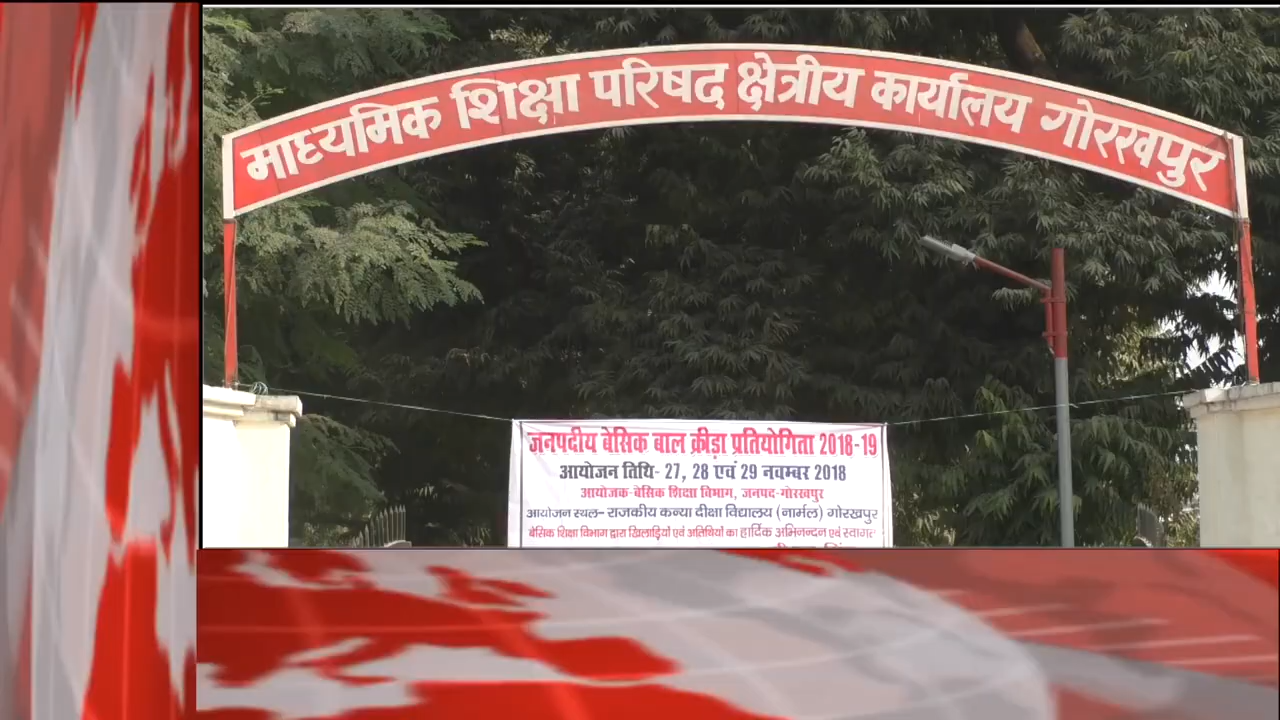 माध्यमिक शिक्षा परिषद क्षेत्रीय कार्यालय गोरखपुर
जनपदीय बेसिक बाल क्रीड़ा प्रतियोगिता 2018-19
आयोजन तिथि- 27, 28 एवं 29 नवम्बर 2018
आयोजक-बेसिक शिक्षा विभाग, जनपद-गोरखपुर
आयोजन स्थल- राजकीय कन्या दीक्षा विद्यालय (नार्मल) गोरखपुर
बेसिक शिक्षा विभाग द्वारा खिलाड़ियों एवं अतिथियों का हार्दिक अभिनन्दन एवं स्वागत